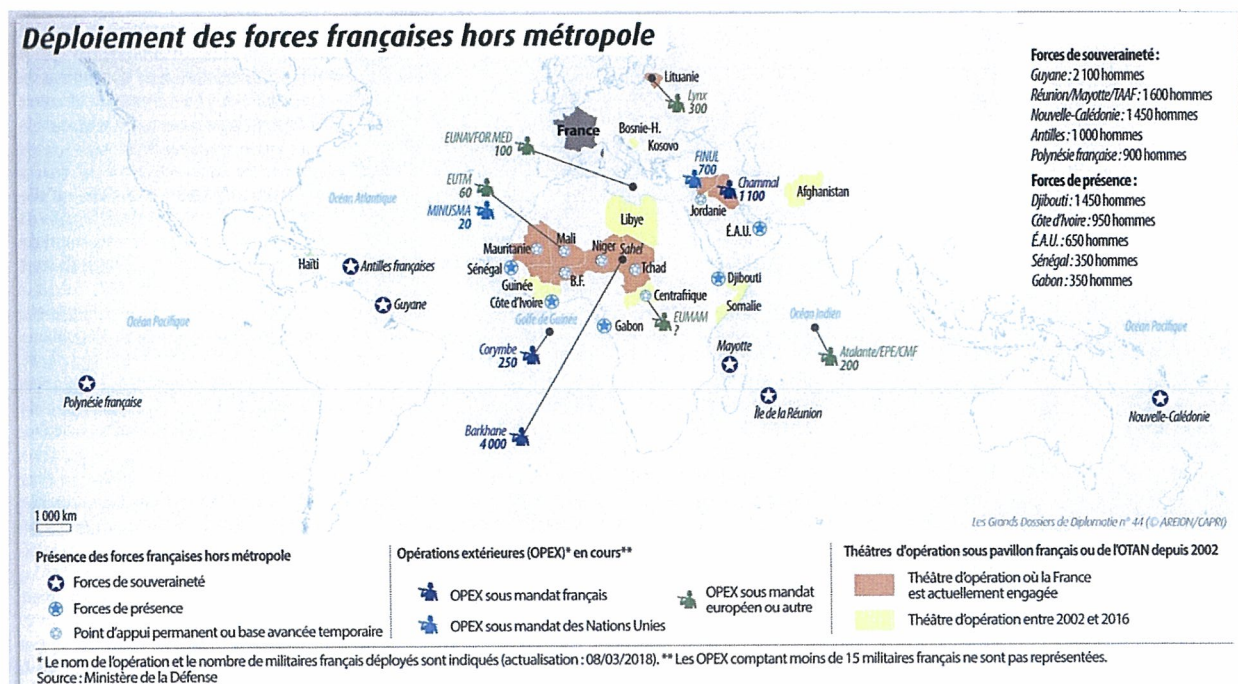 Déploiement des forces françaises hors métropole
Forces de souveraineté :
Guyane : 2 100 hommes
Réunion/Mayotte/TAAF : 1 600 hommes
Nouvelle-Calédonie : 1 450 hommes
Antilles : 1 000 hommes
Polynésie française : 900 hommes
Forces de présence :
Djibouti : 1 450 hommes
Côte d'Ivoire : 950 hommes
É.A.U. : 650 hommes
Sénégal : 350 hommes
Gabon : 350 hommes
Lituanie
Lynx
300
France
Bosnie-H.
Kosovo
EUNAVFOR MED
100
FINUL
700
Chammal
1 100
Afghanistan
EUTM
60
MINUSMA
20
Océan Atlantique
Jordanie
Libye
É.A.U.
Mauritanie
Mali
Niger
Sahel
Tchad
Haïti
Antilles françaises
Sénégal
B.F.
Djibouti
Guinée
Côte d'Ivoire
Centrafrique
Somalie
Guyane
Golfe de Guinée
Gabon
EUMAM
?
Océan Indien
Océan Pacifique
Océan Pacifique
Corymbe
250
Mayotte
Atalante/EPE/CMF
200
Polynésie française
Île de la Réunion
Nouvelle-Calédonie
Barkhane
4 000
1 000 km
Les Grands Dossiers de Diplomatie n° 44 (© AREION/CAPRI)
Présence des forces françaises hors métropole
Forces de souveraineté
Forces de présence
Point d'appui permanent ou base avancée temporaire
Opérations extérieures (OPEX)* en cours**
OPEX sous mandat français
OPEX sous mandat des Nations Unies
OPEX sous mandat
européen ou autre
Théâtres d'opération sous pavillon français ou de l'OTAN depuis 2002
Théâtre d'opération où la France
est actuellement engagée
Théâtre d'opération entre 2002 et 2016
* Le nom de l'opération et le nombre de militaires français déployés sont indiqués (actualisation : 08/03/2018). ** Les OPEX comptant moins de 15 militaires français ne sont pas représentées.
Source : Ministère de la Défense